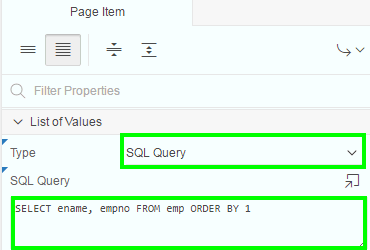 Page Item
Filter Properties
List of Values
Type
SQL Query
SQL Query
SELECT ename, empno FROM emp ORDER BY 1